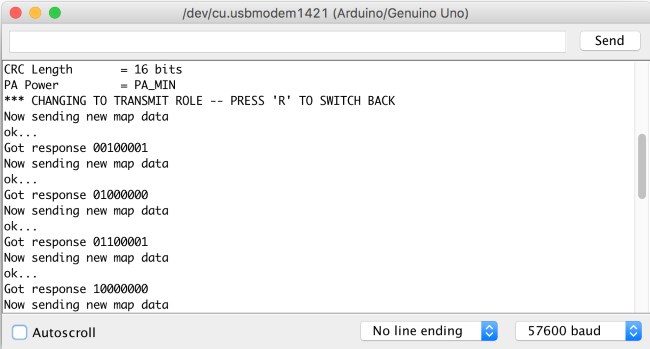 /dev/cu.usbmodem1421 (Arduino/Genuino Uno)
Send
CRC Length       = 16 bits
PA Power         = PA_MIN
*** CHANGING TO TRANSMIT ROLE -- PRESS 'R' TO SWITCH BACK
Now sending new map data
ok...
Got response 00100001
Now sending new map data
ok...
Got response 01000000
Now sending new map data
ok...
Got response 01100001
Now sending new map data
ok...
Got response 10000000
Now sending new map data
Autoscroll No line ending 57600 baud